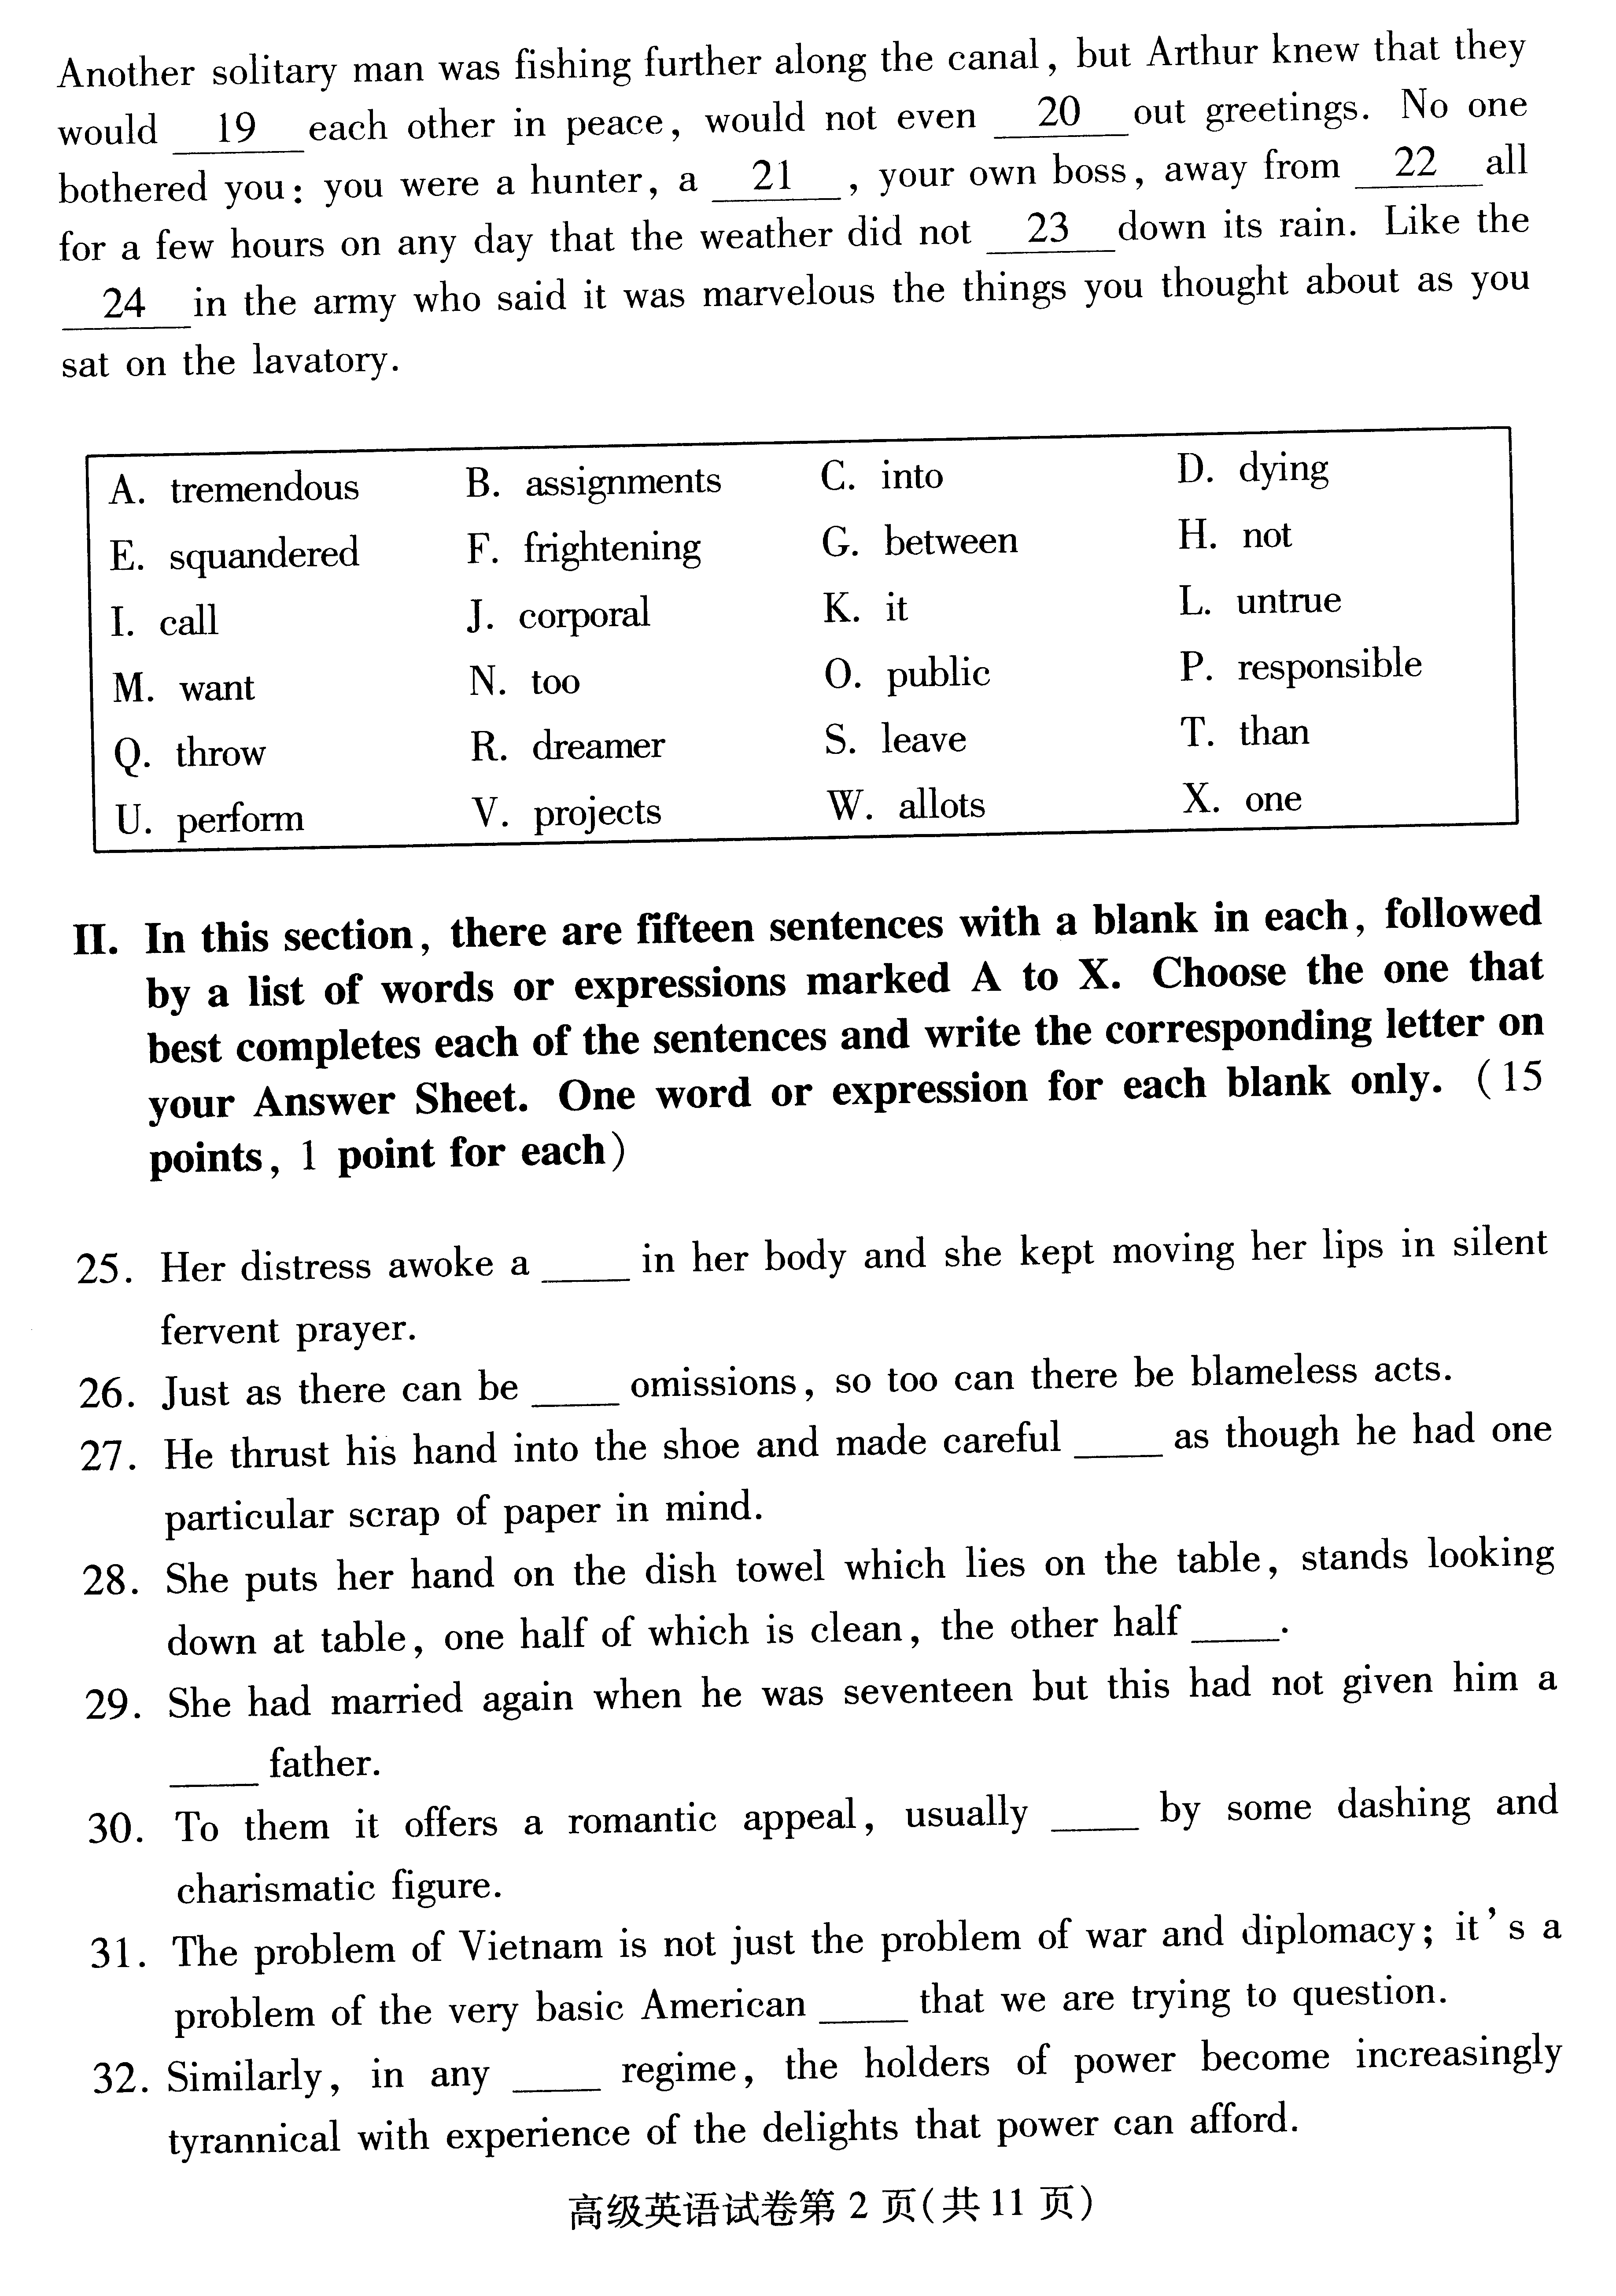 Another solitary man was fishing further along the canal, but Arthur knew that they
would 19 each other in peace, would not even 20 out greetings. No one
bothered you: you were a hunter, a 21 , your own boss, away from 22 all
for a few hours on any day that the weather did not 23 down its rain. Like the
24 in the army who said it was marvelous the things you thought about as you
sat on the lavatory.
A. tremendous B. assignments C. into D. dying
E. squandered F. frightening G. between H. not
I. call J. corporal K. it L. untrue
M. want N. too O. public P. responsible
Q. throw R. dreamer S. leave T. than
U. perform V. projects W. allots X. one
II. In this section, there are fifteen sentences with a blank in each, followed
by a list of words or expressions marked A to X. Choose the one that
best completes each of the sentences and write the corresponding letter on
your Answer Sheet. One word or expression for each blank only. (15
points, 1 point for each)
25. Her distress awoke a ____ in her body and she kept moving her lips in silent
fervent prayer.
26. Just as there can be ____ omissions, so too can there be blameless acts.
27. He thrust his hand into the shoe and made careful ____ as though he had one
particular scrap of paper in mind.
28. She puts her hand on the dish towel which lies on the table, stands looking
down at table, one half of which is clean, the other half ____.
29. She had married again when he was seventeen but this had not given him a
____ father.
30. To them it offers a romantic appeal, usually ____ by some dashing and
charismatic figure.
31. The problem of Vietnam is not just the problem of war and diplomacy; it's a
problem of the very basic American ____ that we are trying to question.
32. Similarly, in any ____ regime, the holders of power become increasingly
tyrannical with experience of the delights that power can afford.
高级英语试卷第 2 页(共 11 页)